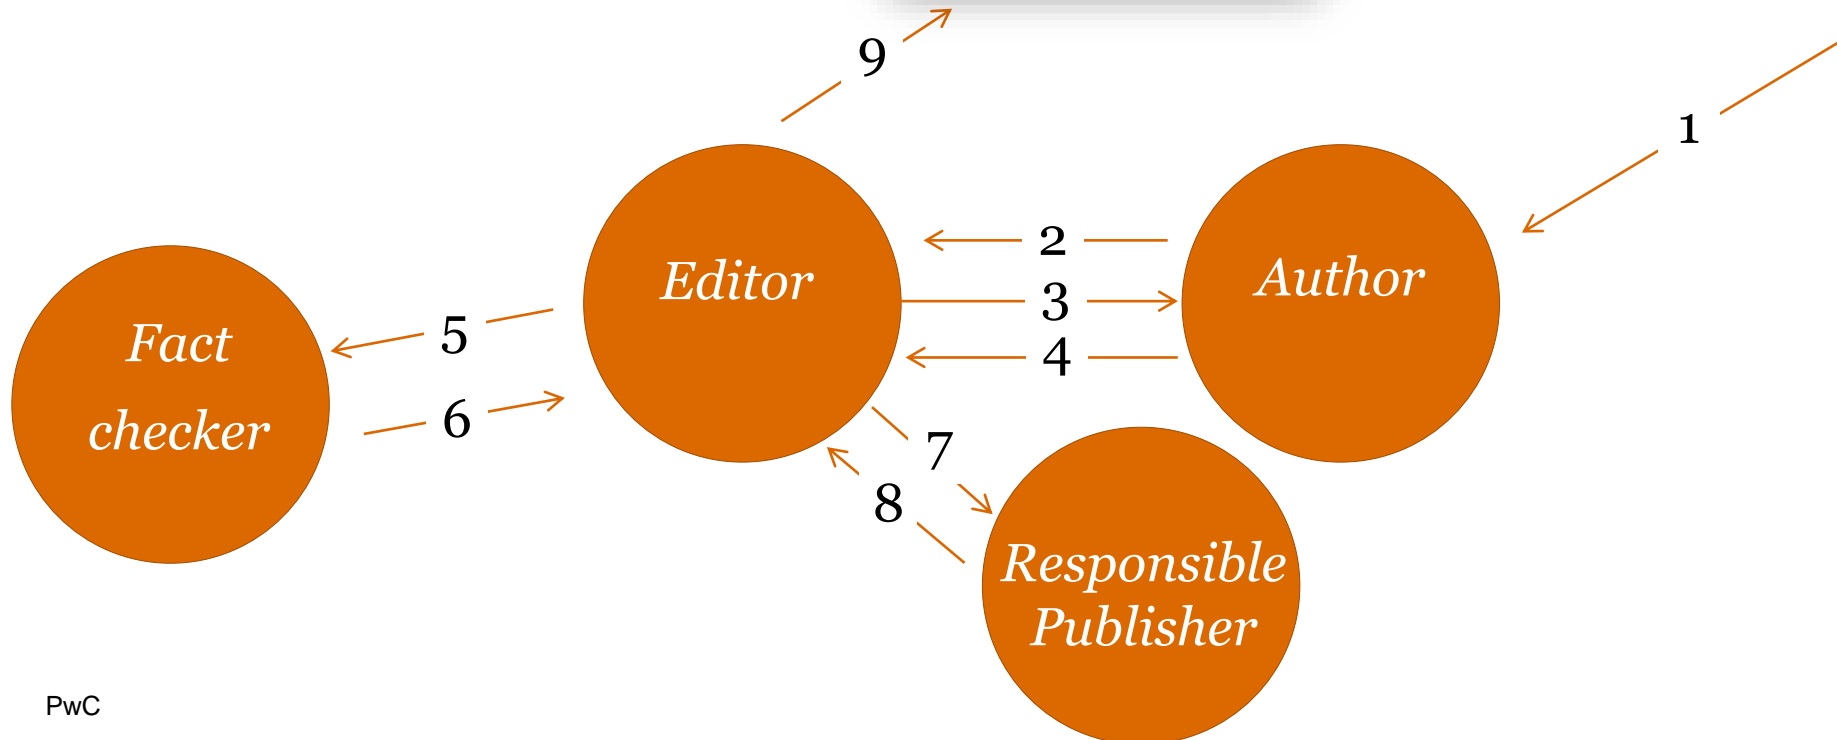 9
1
2
Editor
Author
3
5
Fact
4
checker
6
7
8
Responsible
Publisher
PwC